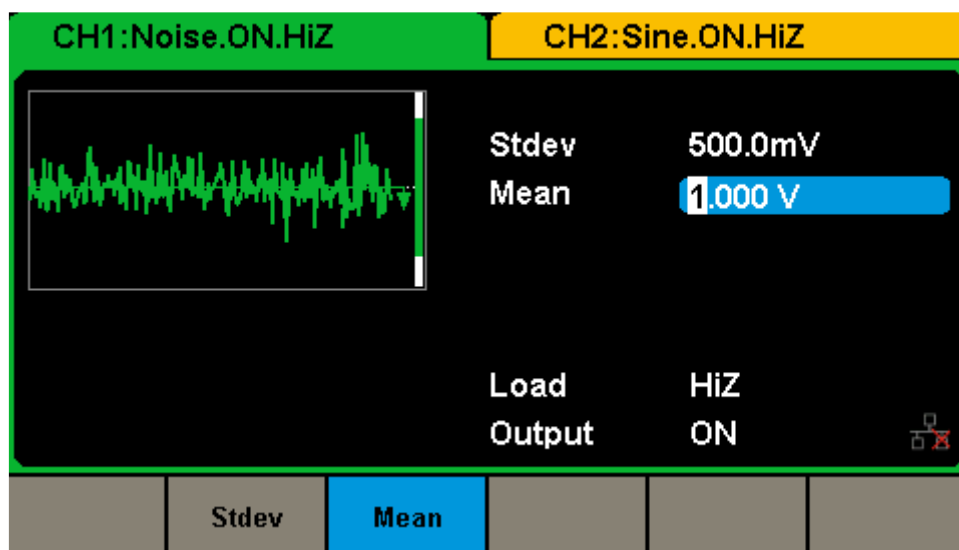 CH1:Noise.ON.HiZ CH2:Sine.ON.HiZ
Stdev 500.0mV
Mean 1.000 V
Load HiZ
Output ON
Stdev Mean